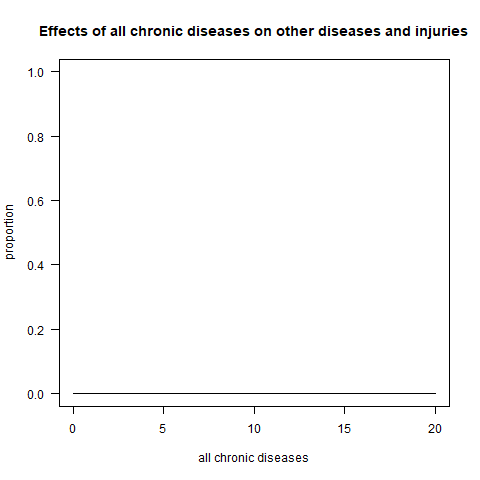 Effects of all chronic diseases on other diseases and injuries
proportion
1.0
0.8
0.6
0.4
0.2
0.0
0 5 10 15 20
all chronic diseases